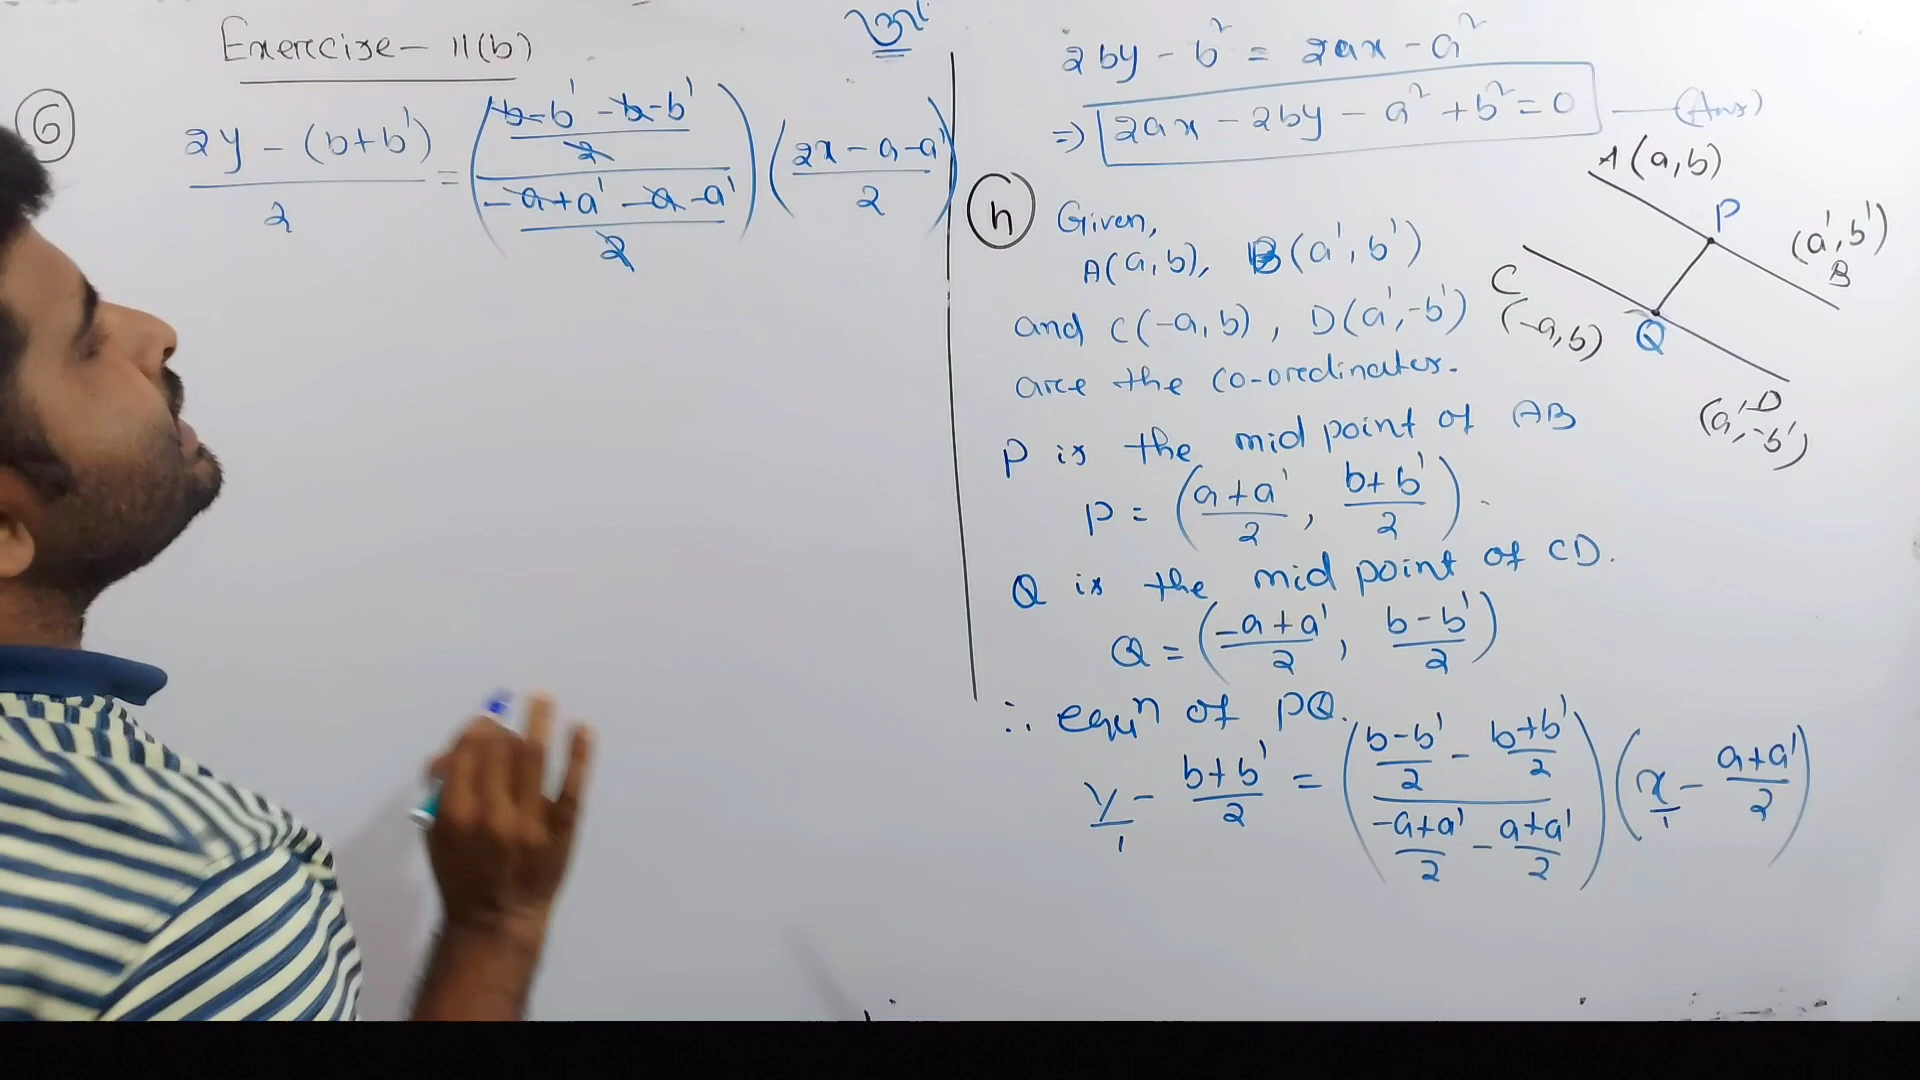 Exercise - 11(b)
6
(2y - (b+b'))/2 = (((b-b'-b-b')/2)/((-a+a'-a-a')/2)) ((2x-a-a')/2)
2by - b² = 2ax - a²
⇒ 2ax - 2by - a² + b² = 0 — (Ans)
h Given,
A(a,b), B(a',b')
and C(-a,b), D(a',-b')
are the co-ordinates.
P is the mid point of AB
P = ((a+a')/2, (b+b')/2)
Q is the mid point of CD.
Q = ((-a+a')/2, (b-b')/2)
∴ equⁿ of PQ.
y/1 - (b+b')/2 = (((b-b')/2 - (b+b')/2)/((-a+a')/2 - (a+a')/2)) (x/1 - (a+a')/2)
A(a,b)
P
(a',b')
B
C
(-a,b)
Q
D
(a',-b')